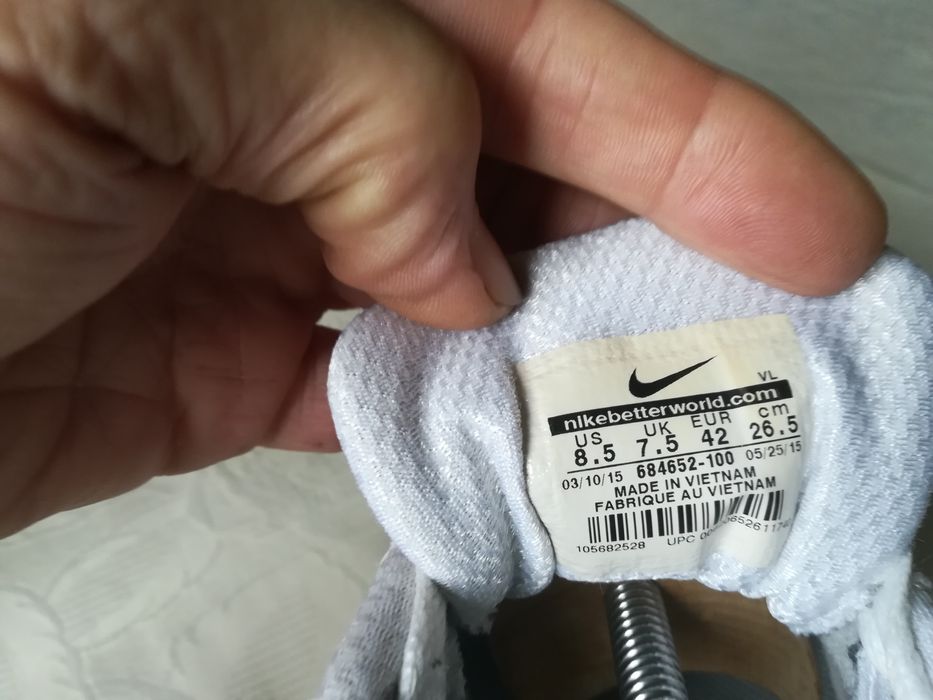 VL
nikebetterworld.com
US UK EUR cm
8.5 7.5 42 26.5
03/10/15 684652-100 05/25/15
MADE IN VIETNAM
FABRIQUE AU VIETNAM
105682528 UPC